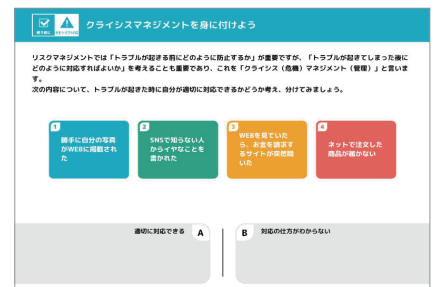 クライシスマネジメントを身に付けよう
リスクマネジメントでは「トラブルが起きる前にどのように防止するか」が重要ですが、「トラブルが起きてしまった後に
どのように対応すればよいか」を考えることも重要であり、これを「クライシス（危機）マネジメント（管理）」と言いま
す。
次の内容について、トラブルが起きた時に自分が適切に対応できるかどうか考え、分けてみましょう。
1
勝手に自分の写真
がWEBに掲載され
た
2
SNSで知らない人
からイヤなことを
書かれた
3
WEBを見ていた
ら、お金を請求す
るサイトが突然開
いた
4
ネットで注文した
商品が届かない
適切に対応できる A
B 対応の仕方がわからない